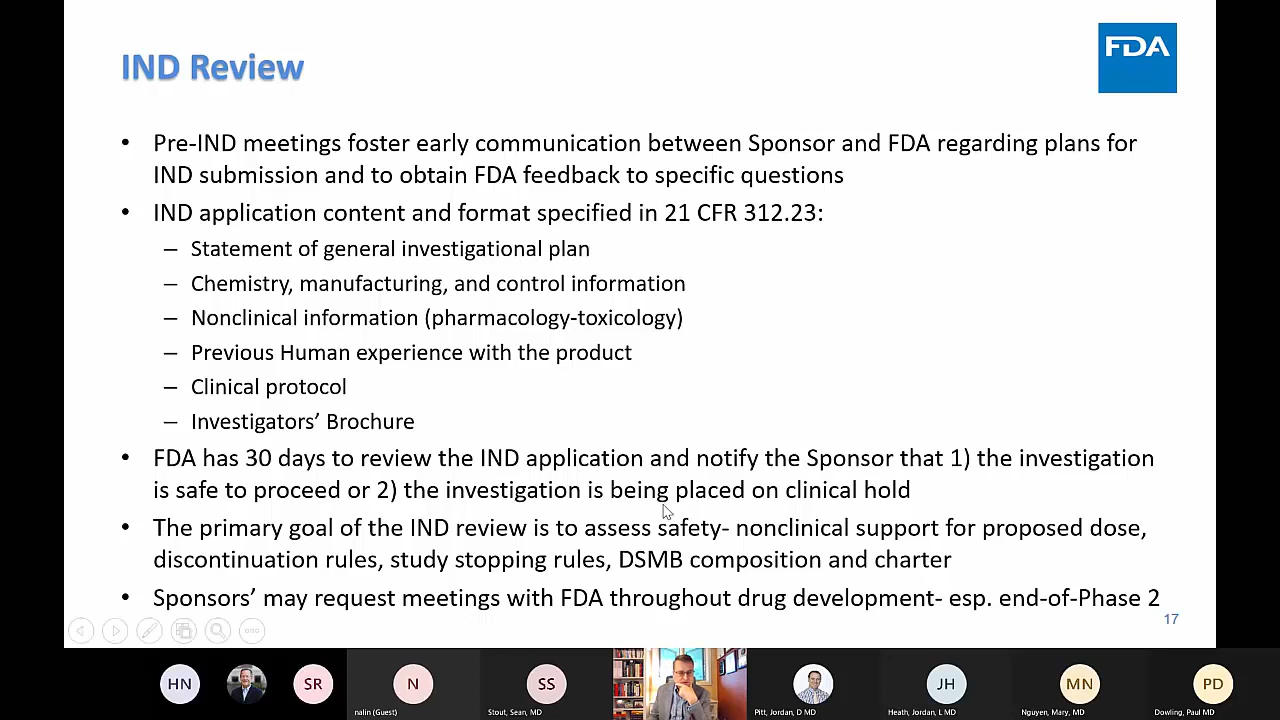 IND Review
FDA
• Pre-IND meetings foster early communication between Sponsor and FDA regarding plans for
IND submission and to obtain FDA feedback to specific questions
• IND application content and format specified in 21 CFR 312.23:
– Statement of general investigational plan
– Chemistry, manufacturing, and control information
– Nonclinical information (pharmacology-toxicology)
– Previous Human experience with the product
– Clinical protocol
– Investigators’ Brochure
• FDA has 30 days to review the IND application and notify the Sponsor that 1) the investigation
is safe to proceed or 2) the investigation is being placed on clinical hold
• The primary goal of the IND review is to assess safety- nonclinical support for proposed dose,
discontinuation rules, study stopping rules, DSMB composition and charter
• Sponsors’ may request meetings with FDA throughout drug development- esp. end-of-Phase 2
17
HN
SR
N
SS
JH
MN
PD
nalin (Guest)
Stout, Sean, MD
Pitt, Jordan, D MD
Heath, Jordan, L MD
Nguyen, Mary, MD
Dowling, Paul MD